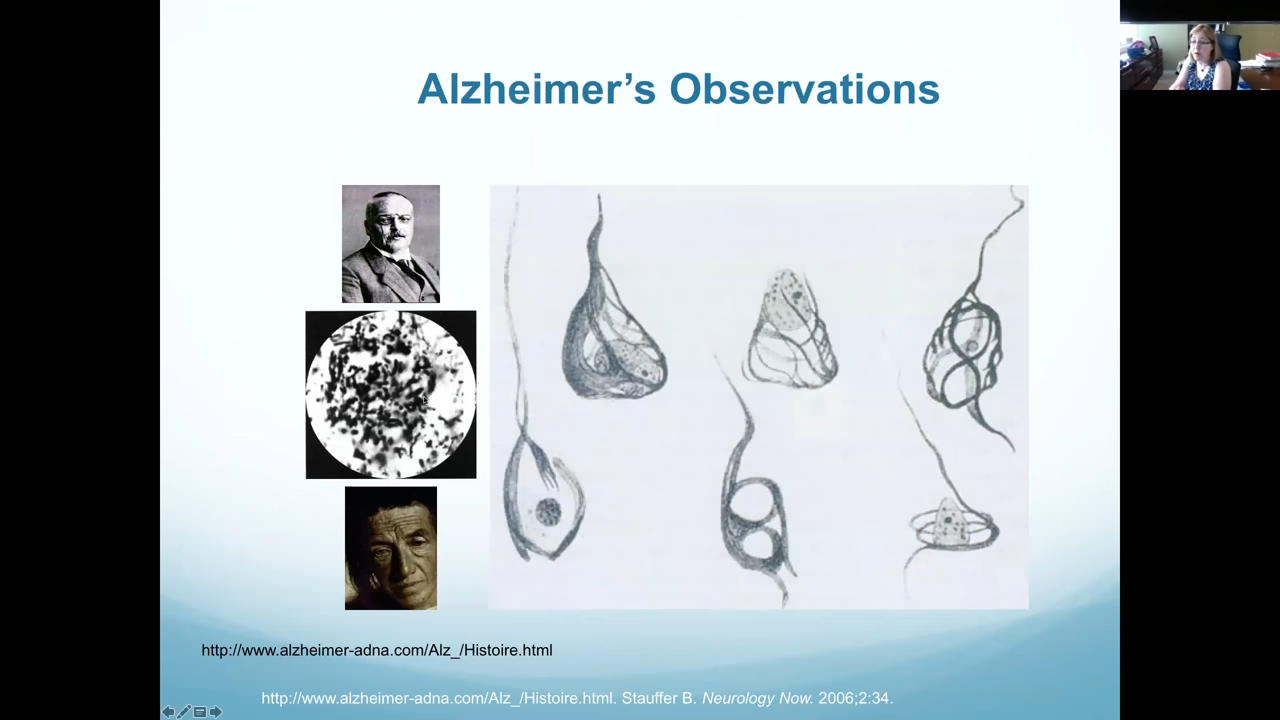 Alzheimer’s Observations
http://www.alzheimer-adna.com/Alz_/Histoire.html
http://www.alzheimer-adna.com/Alz_/Histoire.html. Stauffer B. Neurology Now. 2006;2:34.